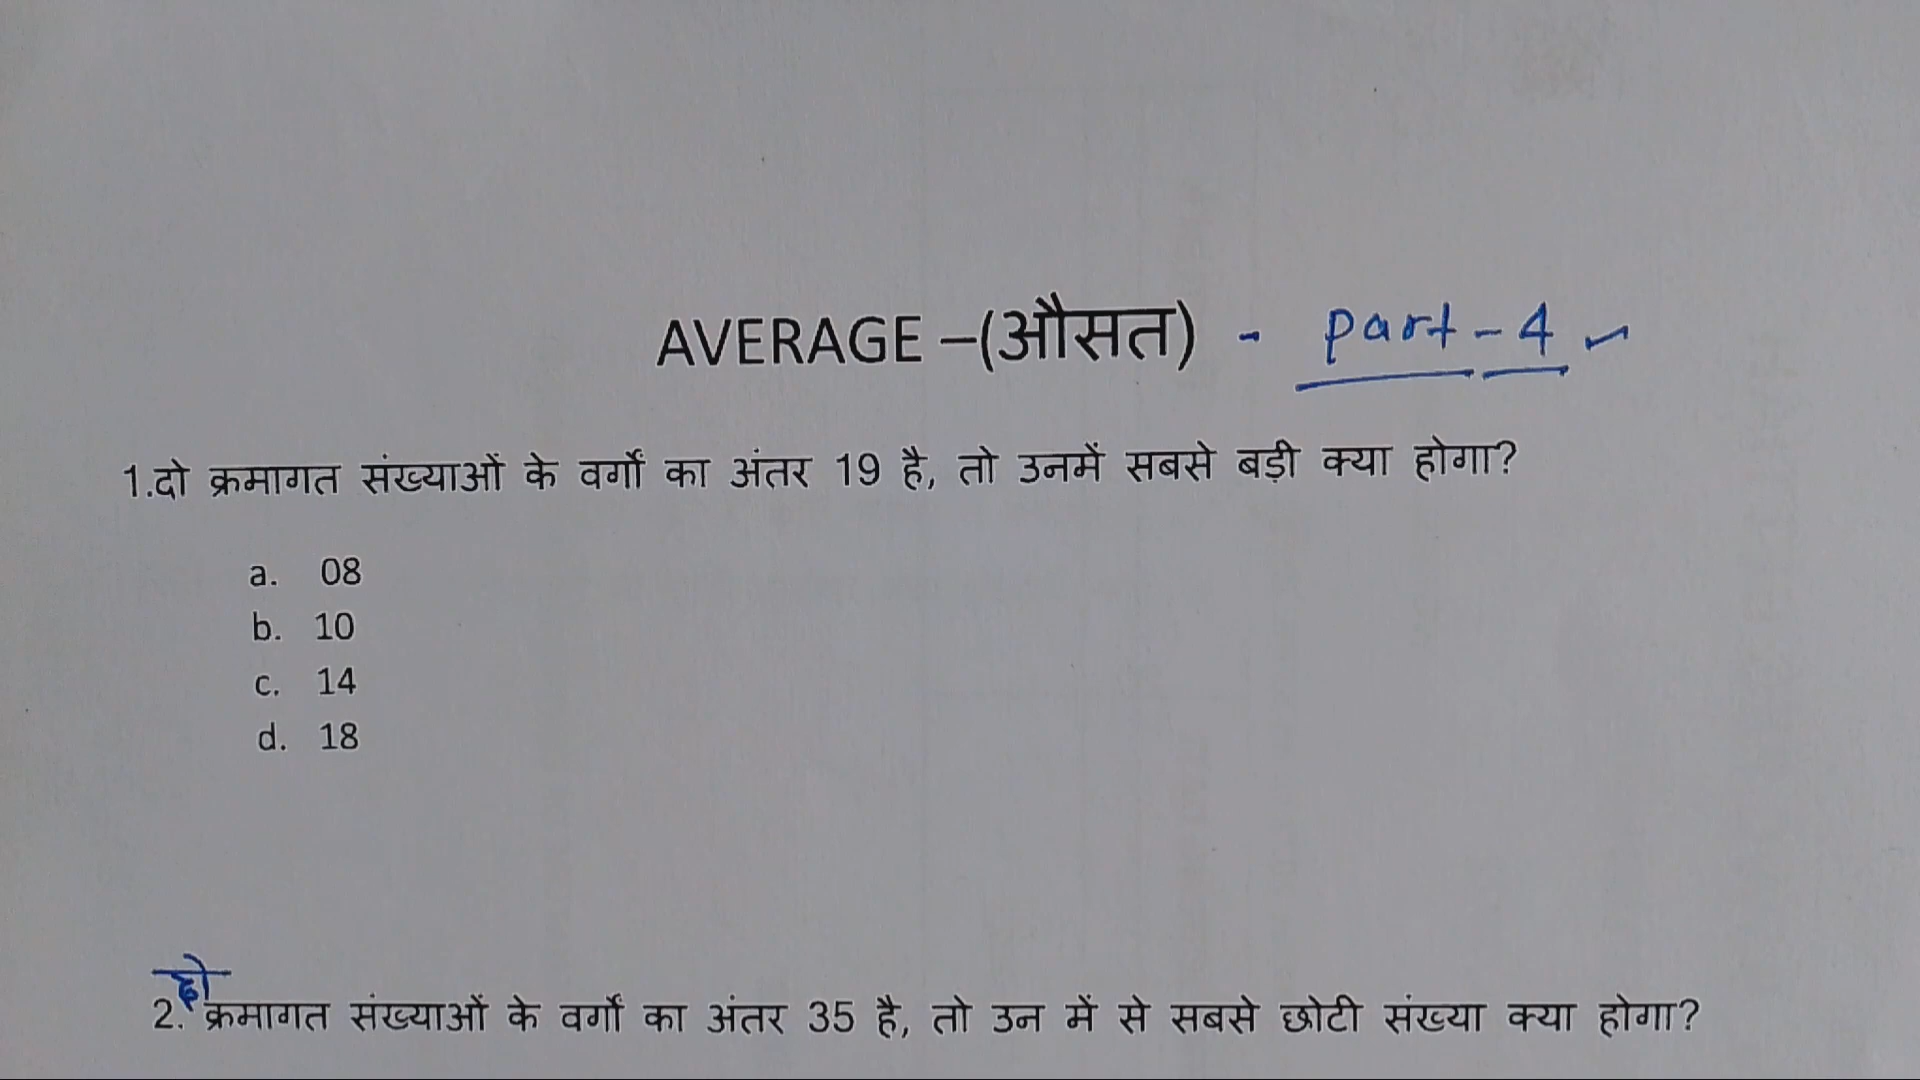 AVERAGE –(औसत) - part-4
1.दो क्रमागत संख्याओं के वर्गों का अंतर 19 है, तो उनमें सबसे बड़ी क्या होगा?
a. 08
b. 10
c. 14
d. 18
दो
2. क्रमागत संख्याओं के वर्गों का अंतर 35 है, तो उन में से सबसे छोटी संख्या क्या होगा?